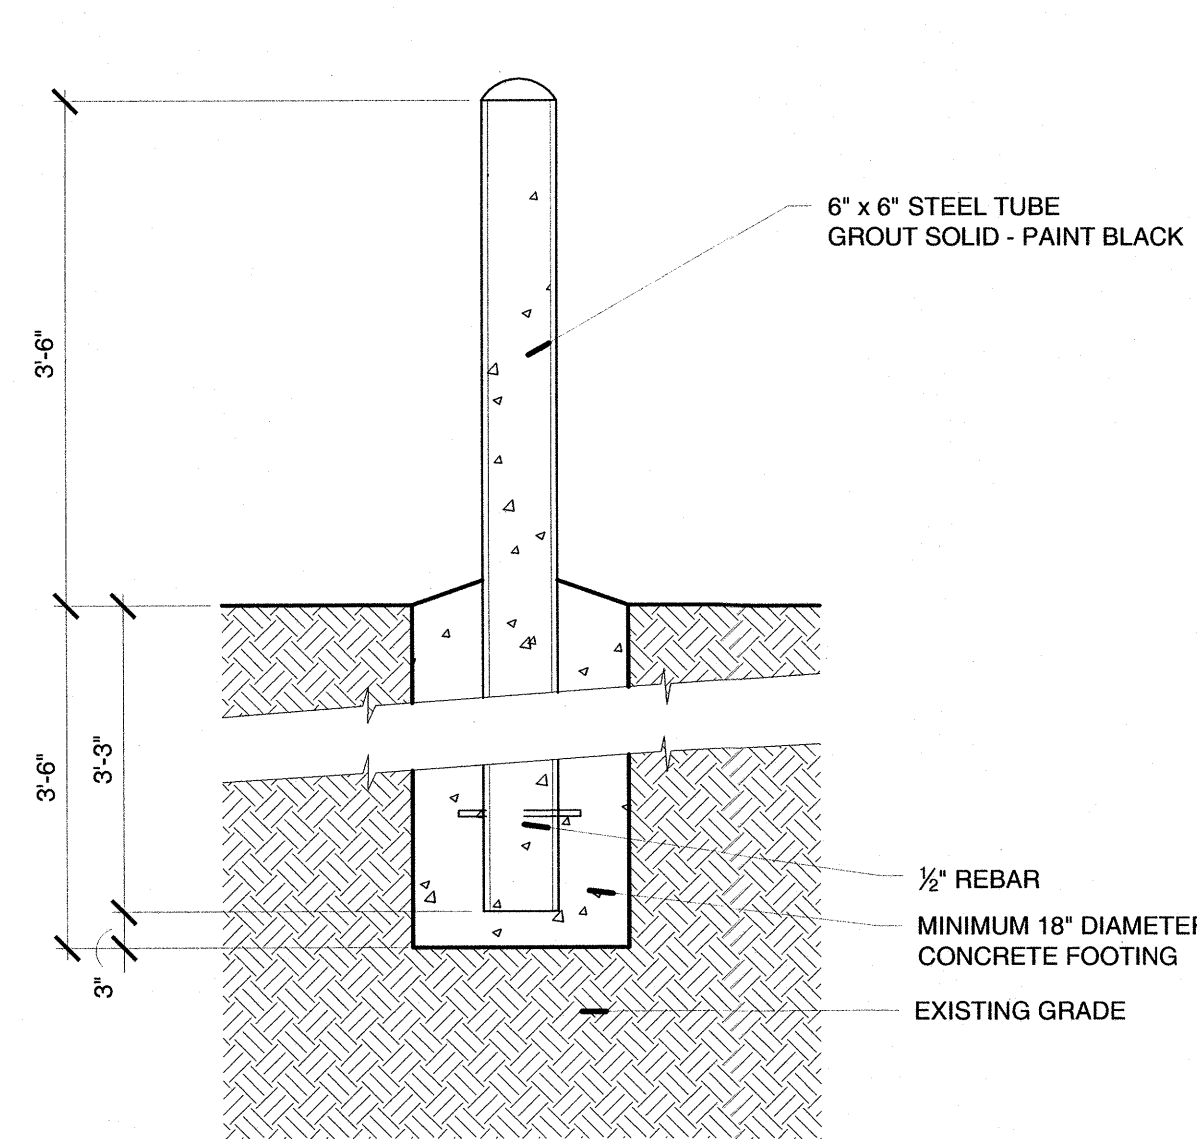 6" x 6" STEEL TUBE
GROUT SOLID - PAINT BLACK
3'-6"
3'-6"
3'-3"
3"
½" REBAR
MINIMUM 18" DIAMETER
CONCRETE FOOTING
EXISTING GRADE